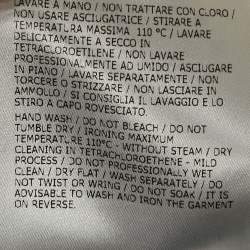 LAVARE A MANO / NON TRATTARE CON CLORO /
NON USARE ASCIUGATRICE / STIRARE A
TEMPERATURA MASSIMA 110 °C / LAVARE
DELICATAMENTE A SECCO IN
TETRACLOROETILENE / NON LAVARE
PROFESSIONALMENTE AD UMIDO / ASCIUGARE
IN PIANO / LAVARE SEPARATAMENTE / NON
TORCERE O STRIZZARE / NON LASCIARE IN
AMMOLLO / SI CONSIGLIA IL LAVAGGIO E LO
STIRO A CAPO ROVESCIATO.
HAND WASH / DO NOT BLEACH / DO NOT
TUMBLE DRY / IRONING MAXIMUM
TEMPERATURE 110°C - WITHOUT STEAM / DRY
CLEANING IN TETRACHLOROETHENE - MILD
PROCESS / DO NOT PROFESSIONALLY WET
CLEAN / DRY FLAT / WASH SEPARATELY / DO
NOT TWIST OR WRING / DO NOT SOAK / IT IS
ADVISABLE TO WASH AND IRON THE GARMENT
ON REVERSE.